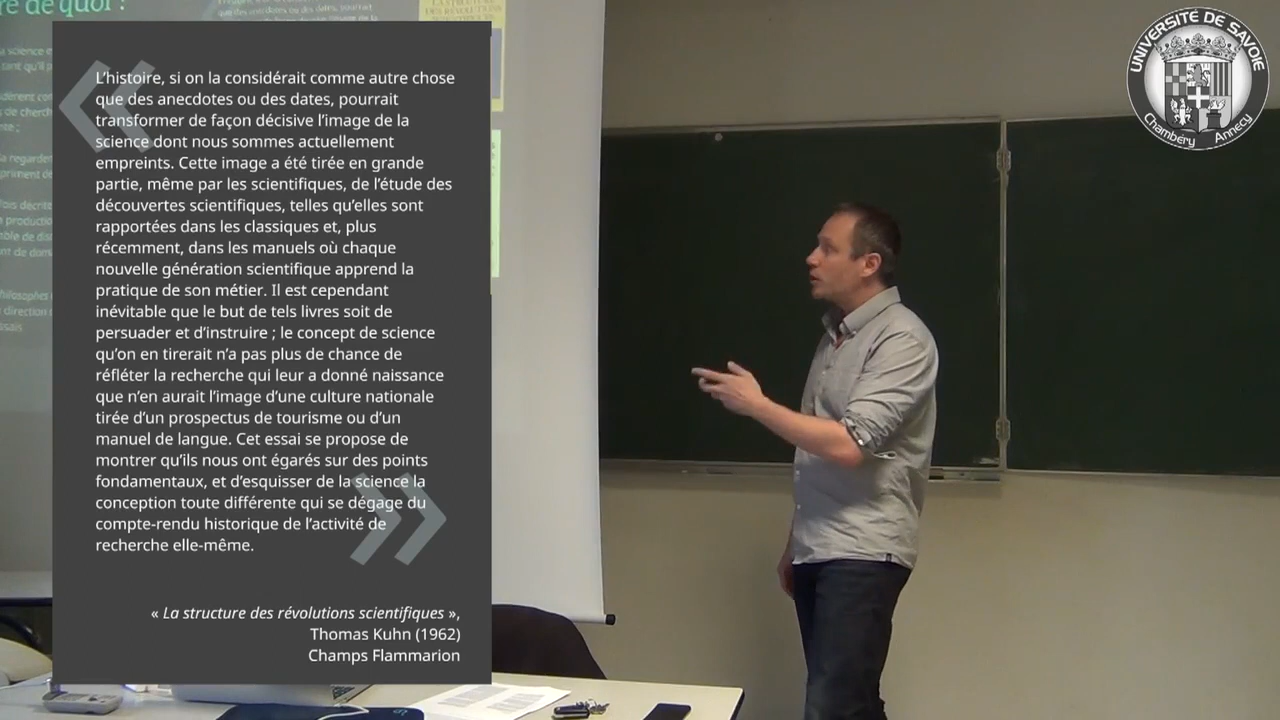 re de quoi ?
L'histoire, si on la considérait comme autre chose
que des anecdotes ou des dates, pourrait
transformer de façon décisive l'image de la
science dont nous sommes actuellement
empreints. Cette image a été tirée en grande
partie, même par les scientifiques, de l'étude des
découvertes scientifiques, telles qu'elles sont
rapportées dans les classiques et, plus
récemment, dans les manuels où chaque
nouvelle génération scientifique apprend la
pratique de son métier. Il est cependant
inévitable que le but de tels livres soit de
persuader et d'instruire ; le concept de science
qu'on en tirerait n'a pas plus de chance de
réfléter la recherche qui leur a donné naissance
que n'en aurait l'image d'une culture nationale
tirée d'un prospectus de tourisme ou d'un
manuel de langue. Cet essai se propose de
montrer qu'ils nous ont égarés sur des points
fondamentaux, et d'esquisser de la science la
conception toute différente qui se dégage du
compte-rendu historique de l'activité de
recherche elle-même.
« La structure des révolutions scientifiques »,
Thomas Kuhn (1962)
Champs Flammarion
UNIVERSITÉ DE SAVOIE
Chambéry Annecy